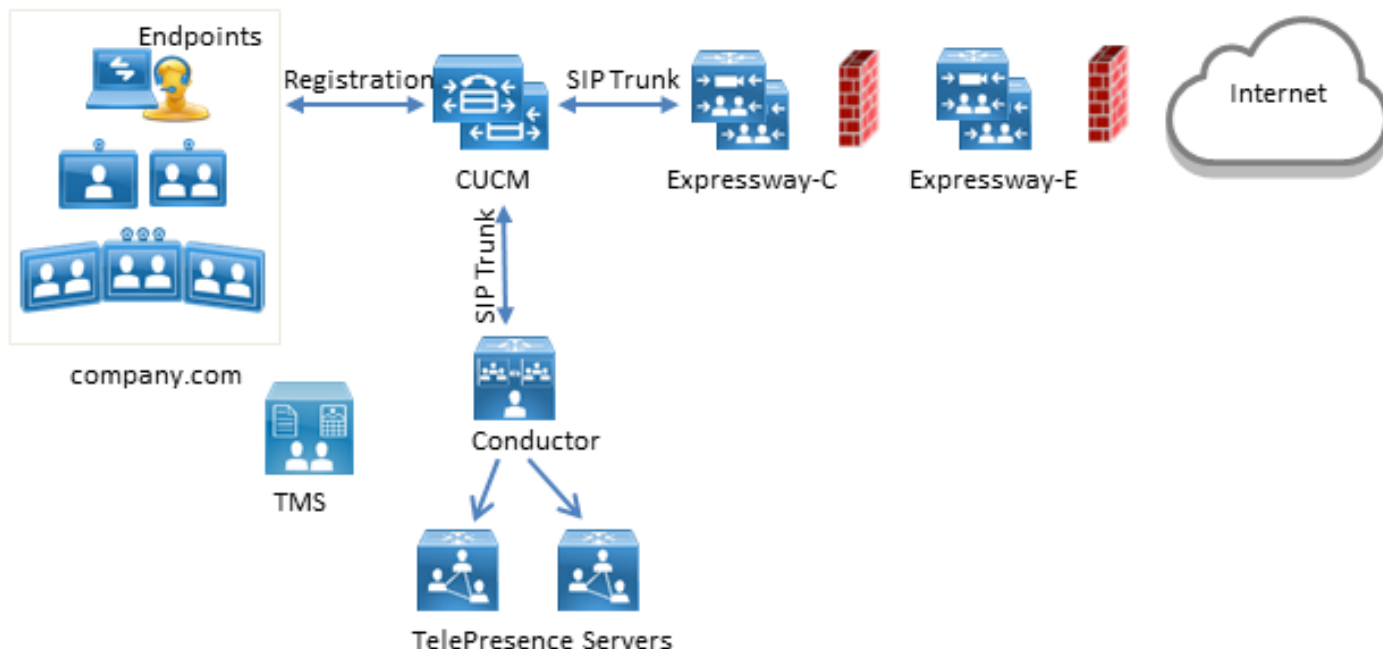 Endpoints
Registration
SIP Trunk
Internet
CUCM
Expressway-C
Expressway-E
SIP Trunk
company.com
Conductor
TMS
TelePresence Servers